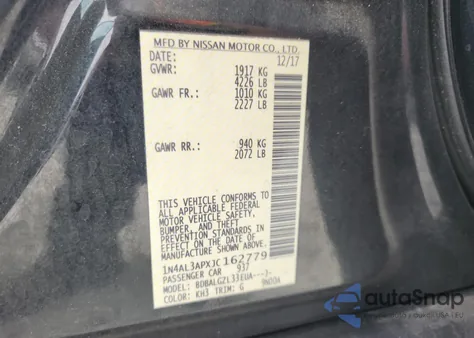 MFD BY NISSAN MOTOR CO., LTD.
DATE: 12/17
GVWR: 1917 KG
4226 LB
GAWR FR.: 1010 KG
2227 LB
GAWR RR.: 940 KG
2072 LB
THIS VEHICLE CONFORMS TO
ALL APPLICABLE FEDERAL
MOTOR VEHICLE SAFETY,
BUMPER, AND THEFT
PREVENTION STANDARDS
IN EFFECT ON THE DATE OF
MANUFACTURE SHOWN ABOVE.
1N4AL3APXJC162779
PASSENGER CAR 937
MODEL: BDBALGZL33EUA---J-
COLOR: KH3 TRIM: G
autoSnap